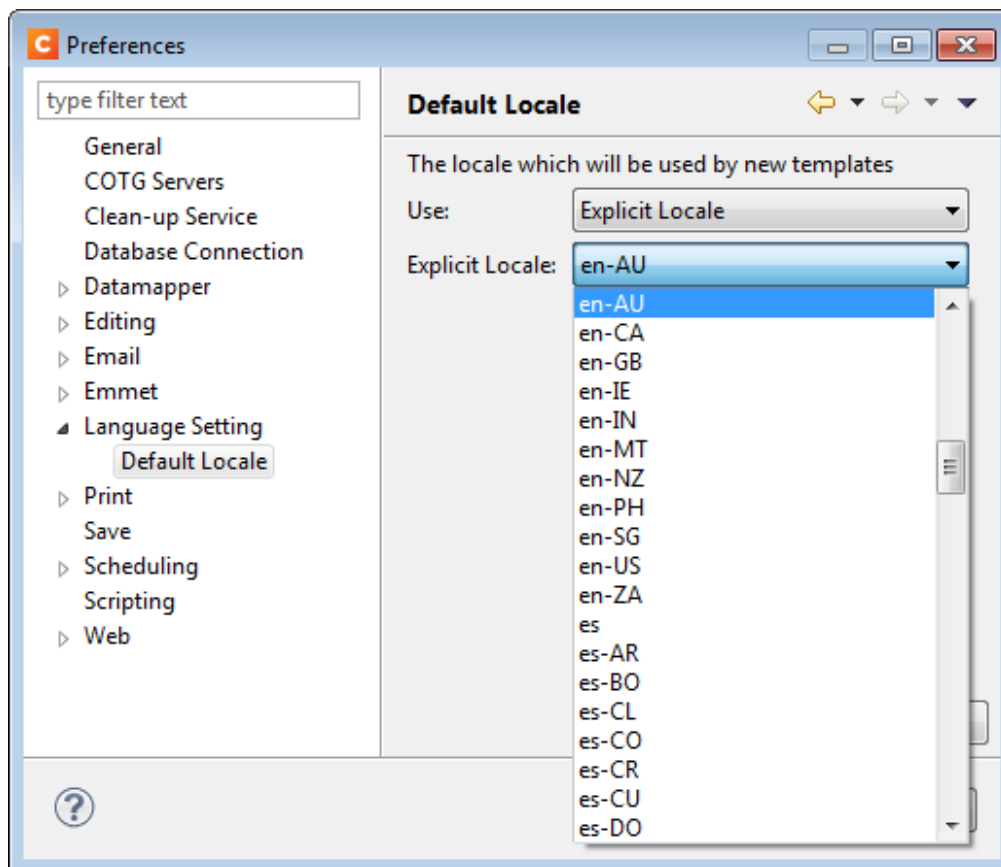 C Preferences
type filter text
General
COTG Servers
Clean-up Service
Database Connection
Datamapper
Editing
Email
Emmet
Language Setting
Default Locale
Print
Save
Scheduling
Scripting
Web
Default Locale
The locale which will be used by new templates
Use: Explicit Locale
Explicit Locale: en-AU
en-AU
en-CA
en-GB
en-IE
en-IN
en-MT
en-NZ
en-PH
en-SG
en-US
en-ZA
es
es-AR
es-BO
es-CL
es-CO
es-CR
es-CU
es-DO
?